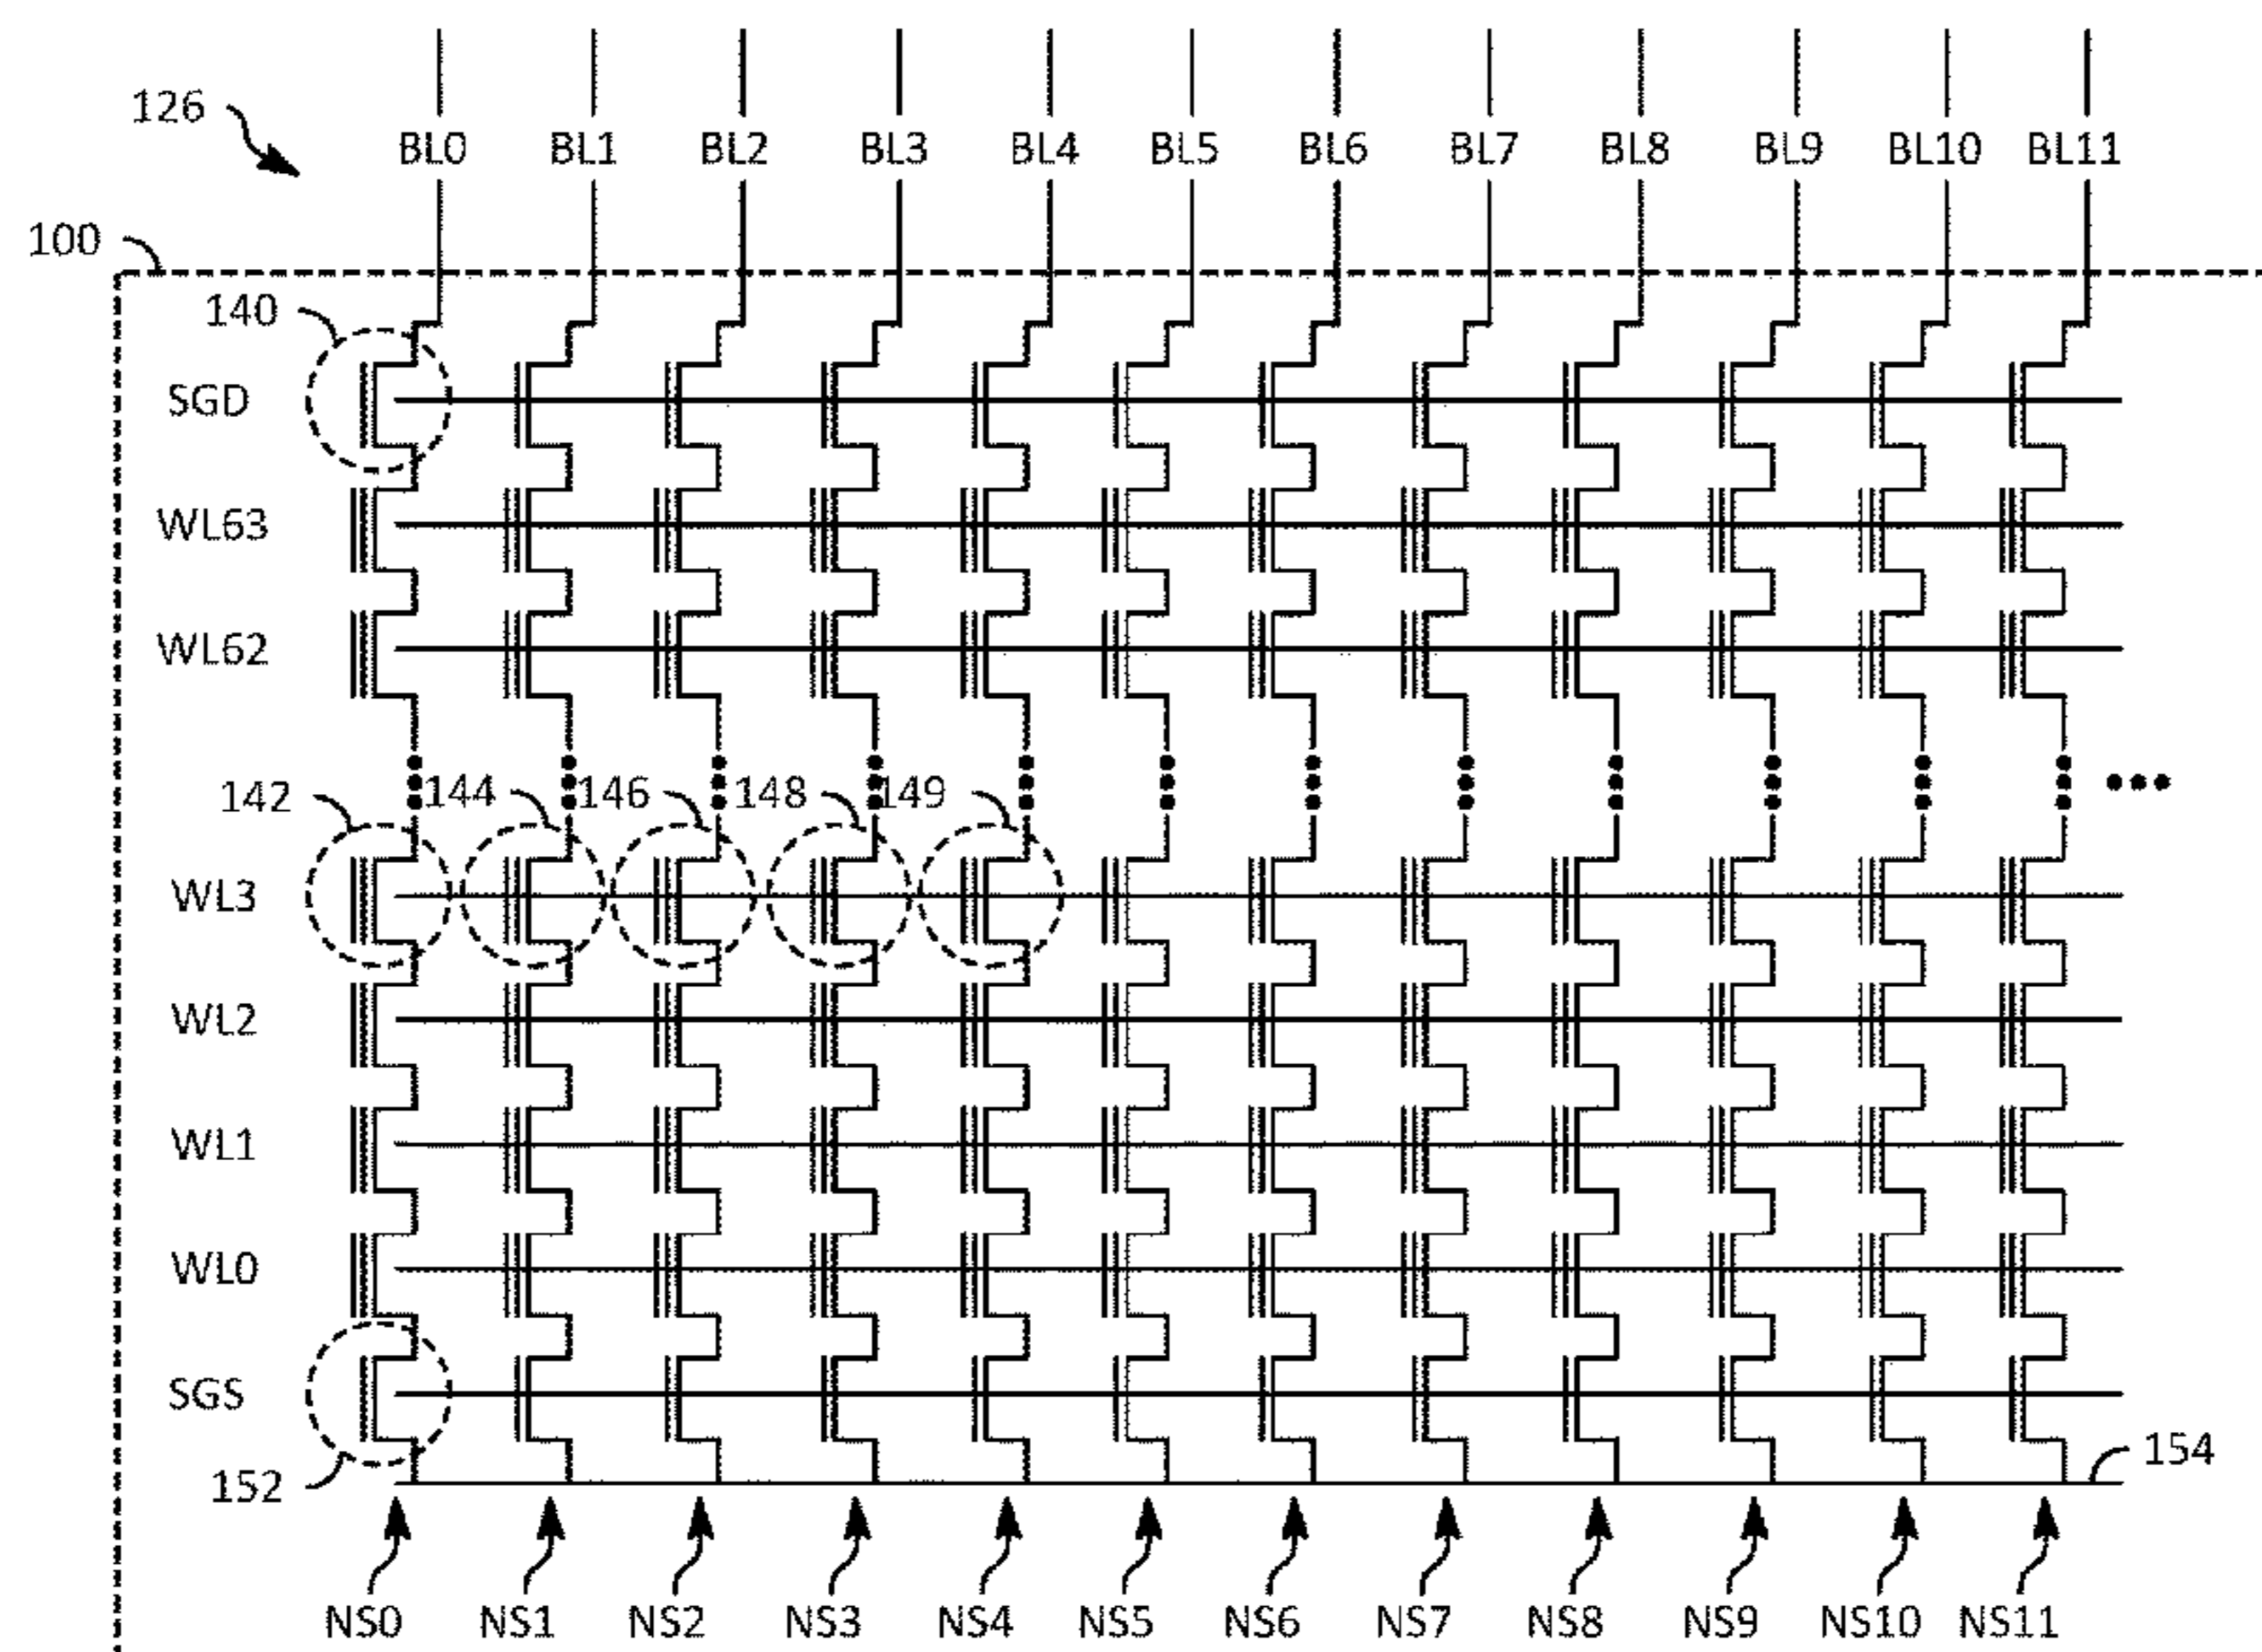 126
BL0 BL1 BL2 BL3 BL4 BL5 BL6 BL7 BL8 BL9 BL10 BL11
100
140
SGD
WL63
WL62
142 144 146 148 149
WL3
WL2
WL1
WL0
SGS
152
154
NS0 NS1 NS2 NS3 NS4 NS5 NS6 NS7 NS8 NS9 NS10 NS11